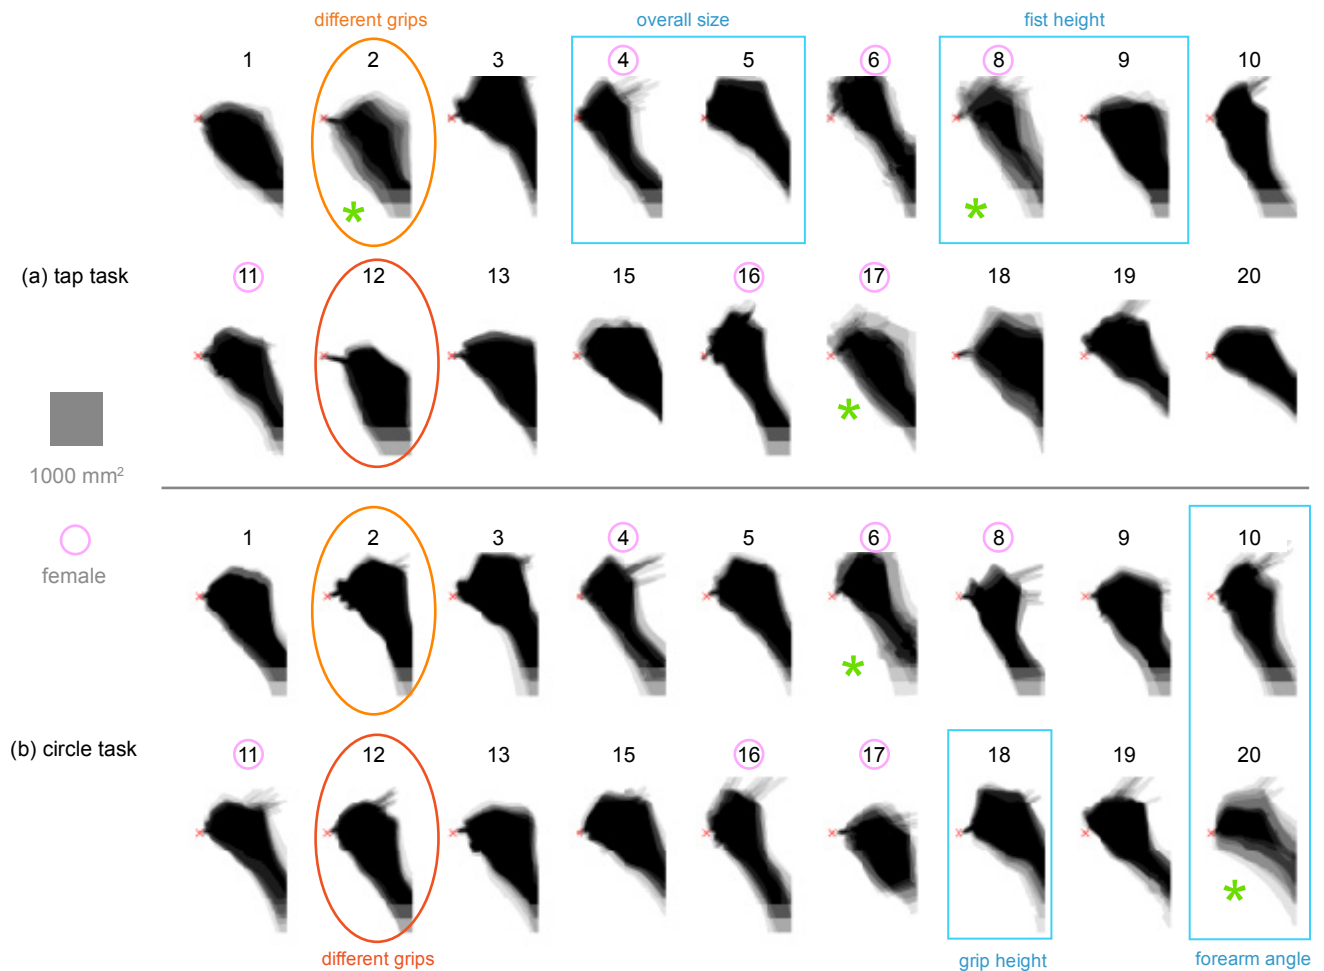 different grips
overall size
fist height
1 2 3 4 5 6 8 9 10
*
*
(a) tap task
11 12 13 15 16 17 18 19 20
*
1000 mm²
female
1 2 3 4 5 6 8 9 10
*
(b) circle task
11 12 13 15 16 17 18 19 20
*
different grips
grip height
forearm angle